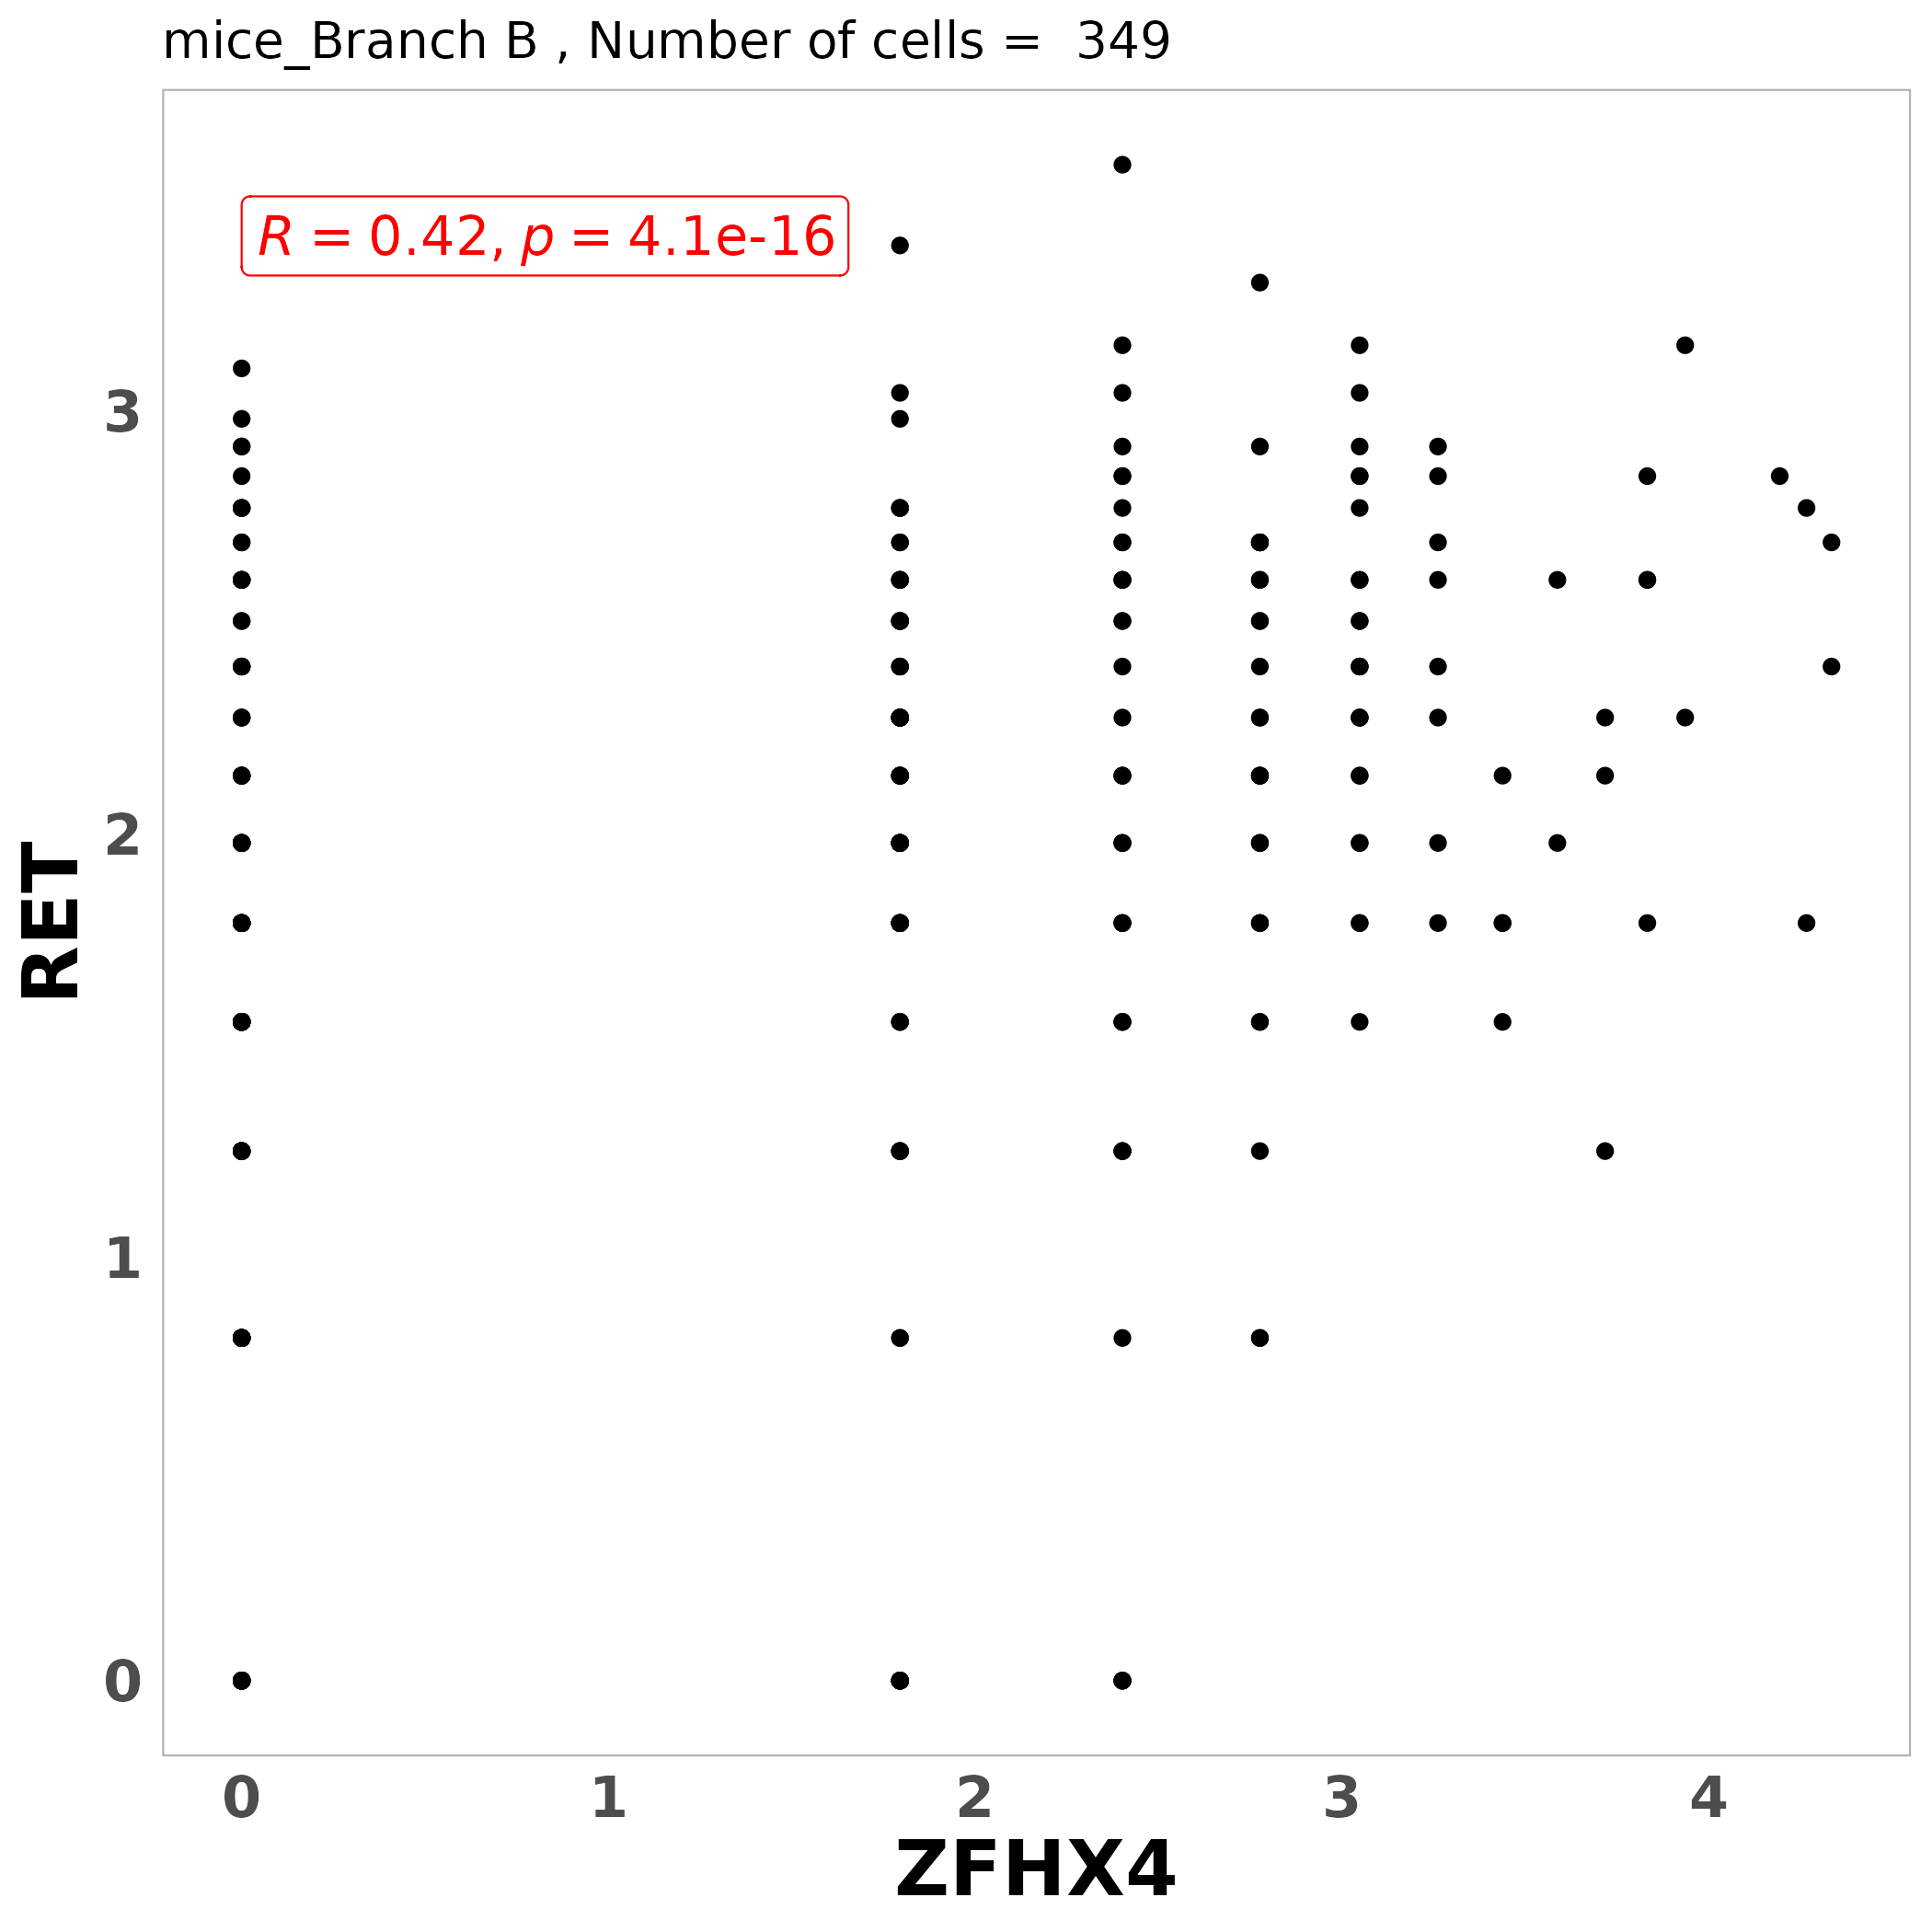 mice_Branch B , Number of cells =  349
R = 0.42, p = 4.1e-16
3
2
1
0
RET
0 1 2 3 4
ZFHX4